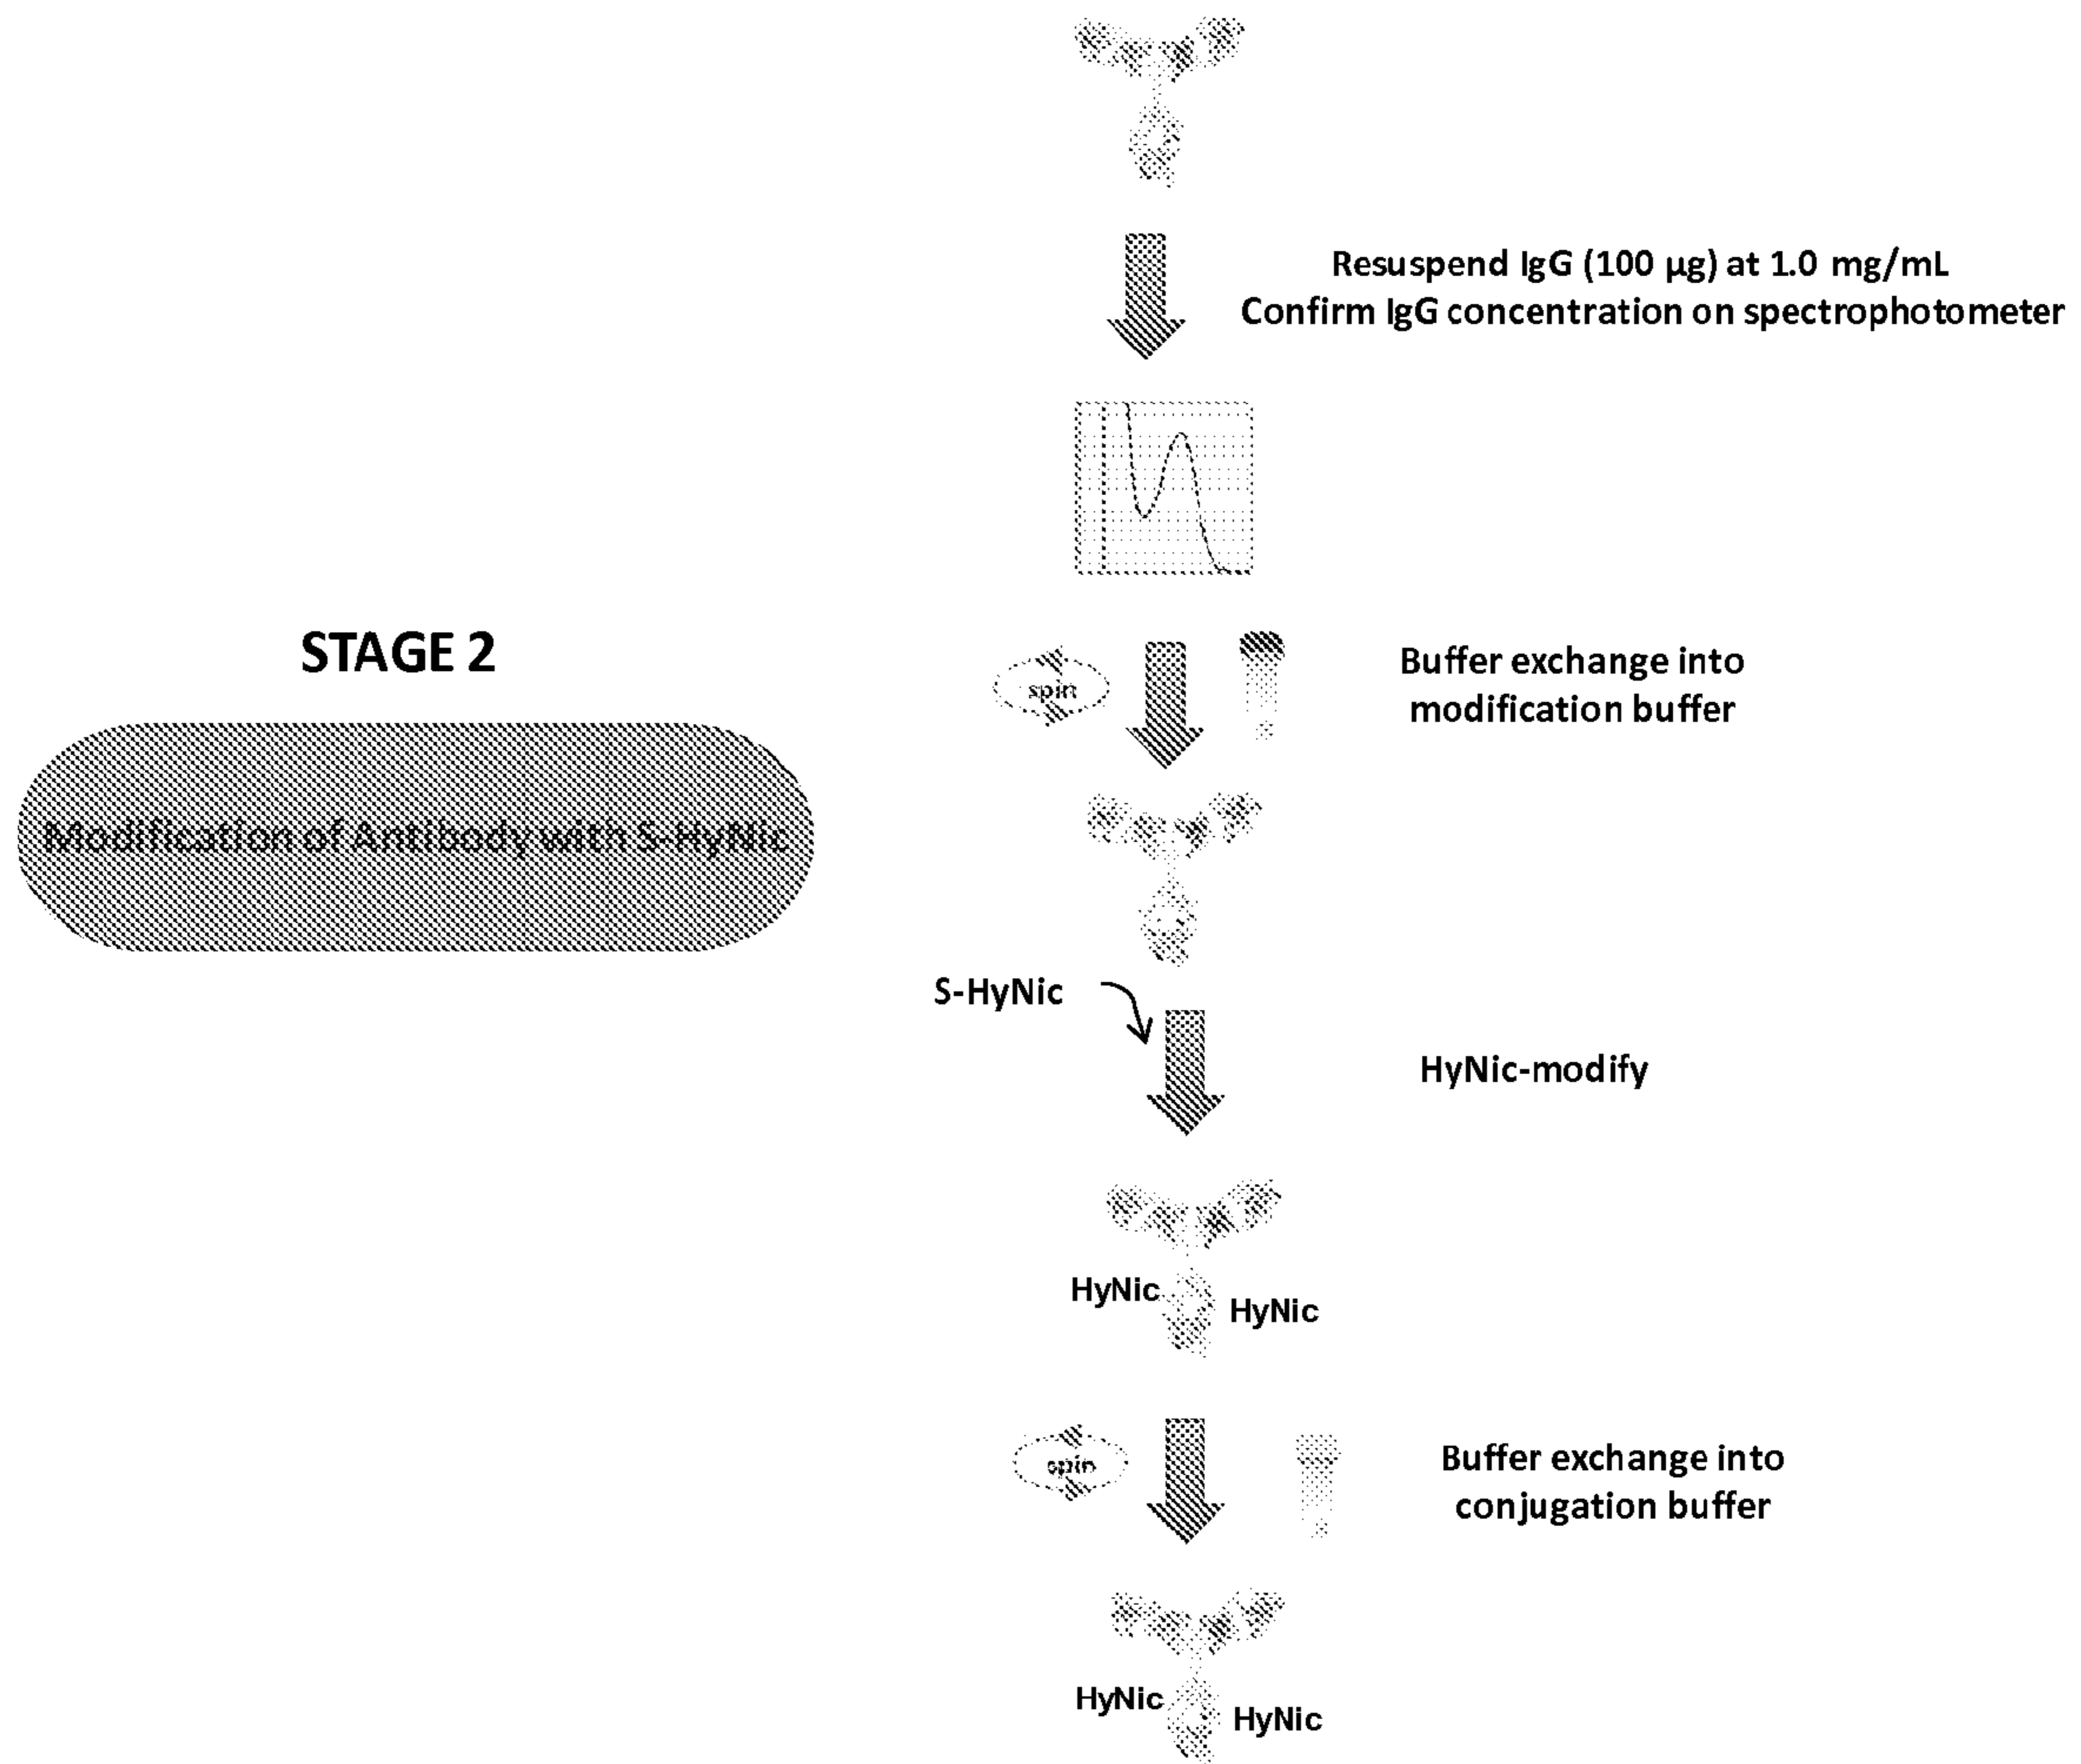 Resuspend IgG (100 µg) at 1.0 mg/mL
Confirm IgG concentration on spectrophotometer
STAGE 2
Modification of Antibody with S-HyNic
spin
Buffer exchange into
modification buffer
S-HyNic
HyNic-modify
HyNic
HyNic
spin
Buffer exchange into
conjugation buffer
HyNic
HyNic